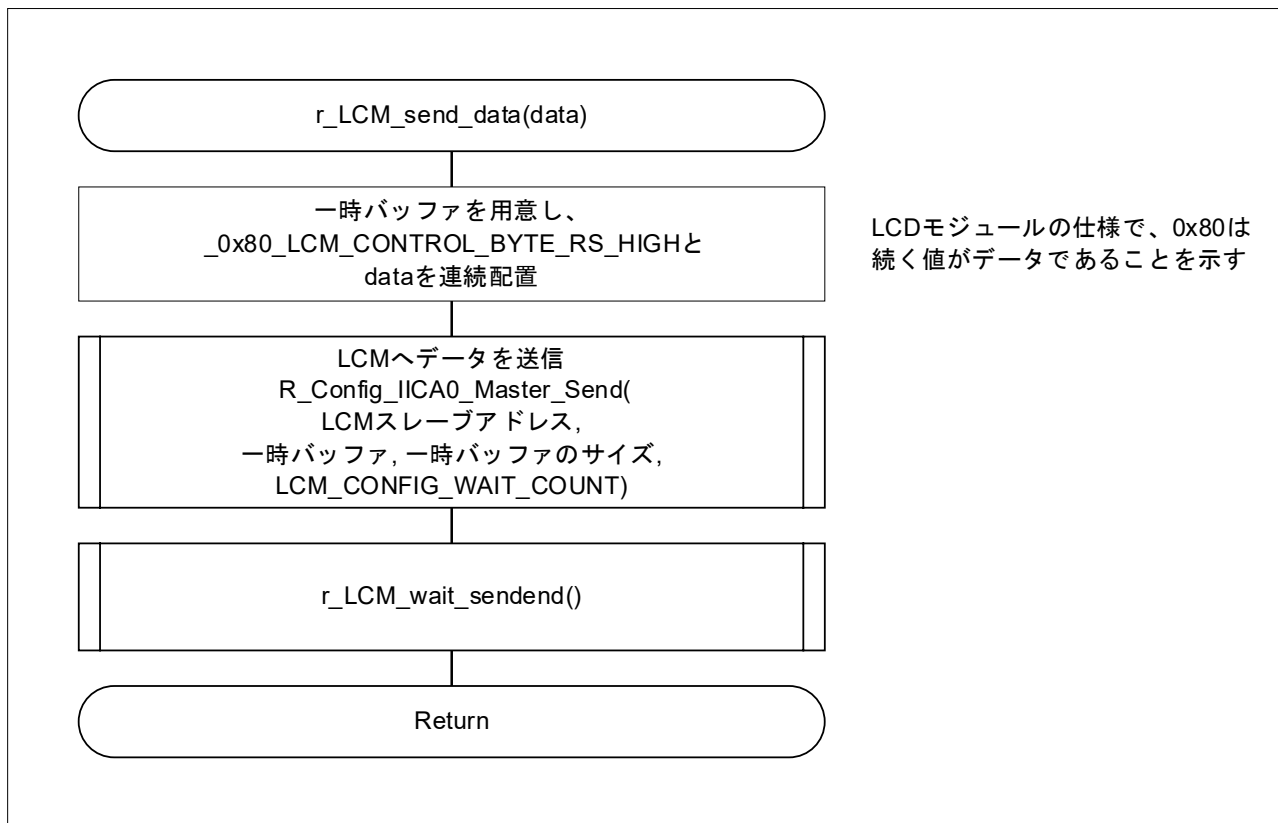 r_LCM_send_data(data)
一時バッファを用意し、
_0x80_LCM_CONTROL_BYTE_RS_HIGHと
dataを連続配置
LCDモジュールの仕様で、0x80は
続く値がデータであることを示す
LCMへデータを送信
R_Config_IICA0_Master_Send(
LCMスレーブアドレス,
一時バッファ, 一時バッファのサイズ,
LCM_CONFIG_WAIT_COUNT)
r_LCM_wait_sendend()
Return